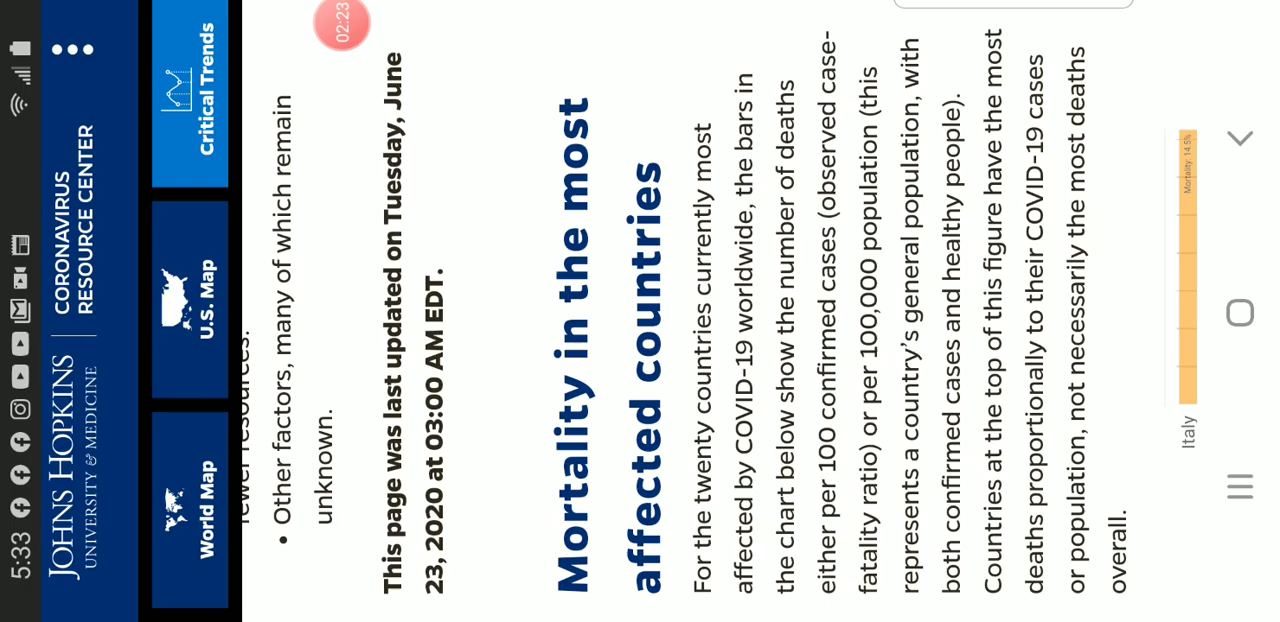 5:33
02:23
JOHNS HOPKINS
UNIVERSITY & MEDICINE
CORONAVIRUS
RESOURCE CENTER
World Map
U.S. Map
Critical Trends
fewer resources.
• Other factors, many of which remain
unknown.
This page was last updated on Tuesday, June
23, 2020 at 03:00 AM EDT.
Mortality in the most
affected countries
For the twenty countries currently most
affected by COVID-19 worldwide, the bars in
the chart below show the number of deaths
either per 100 confirmed cases (observed case-
fatality ratio) or per 100,000 population (this
represents a country’s general population, with
both confirmed cases and healthy people).
Countries at the top of this figure have the most
deaths proportionally to their COVID-19 cases
or population, not necessarily the most deaths
overall.
Italy
Mortality: 14.5%